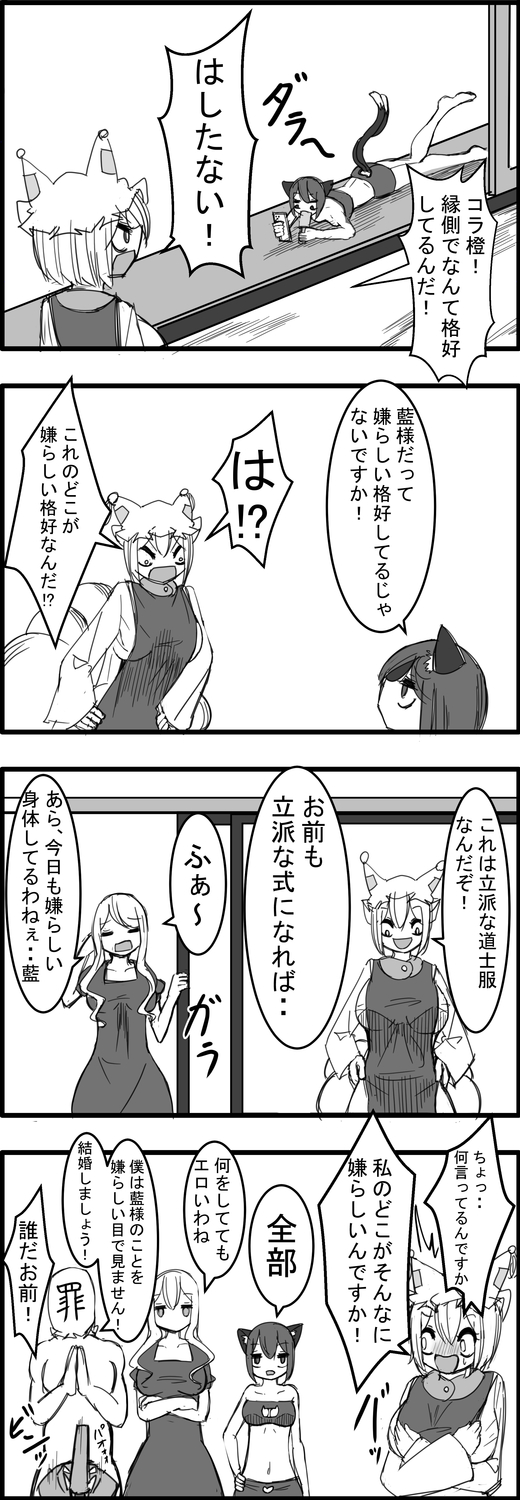 コラ橙！
縁側でなんて格好
してるんだ！
ダラ〜
はしたない！
藍様だって
嫌らしい格好してるじゃ
ないですか！
は!?
これのどこが
嫌らしい格好なんだ!?
これは立派な道士服
なんだぞ！
お前も
立派な式になれば‥
ふぁ〜
ガラ
あら、今日も嫌らしい
身体してるわねぇ‥藍
ちょっ‥
何言ってるんですか
私のどこがそんなに
嫌らしいんですか！
全部
何をしてても
エロいわね
僕は藍様のことを
嫌らしい目で見ません！
結婚しましょう！
罪
誰だお前！
ビーンッ
パオォォ